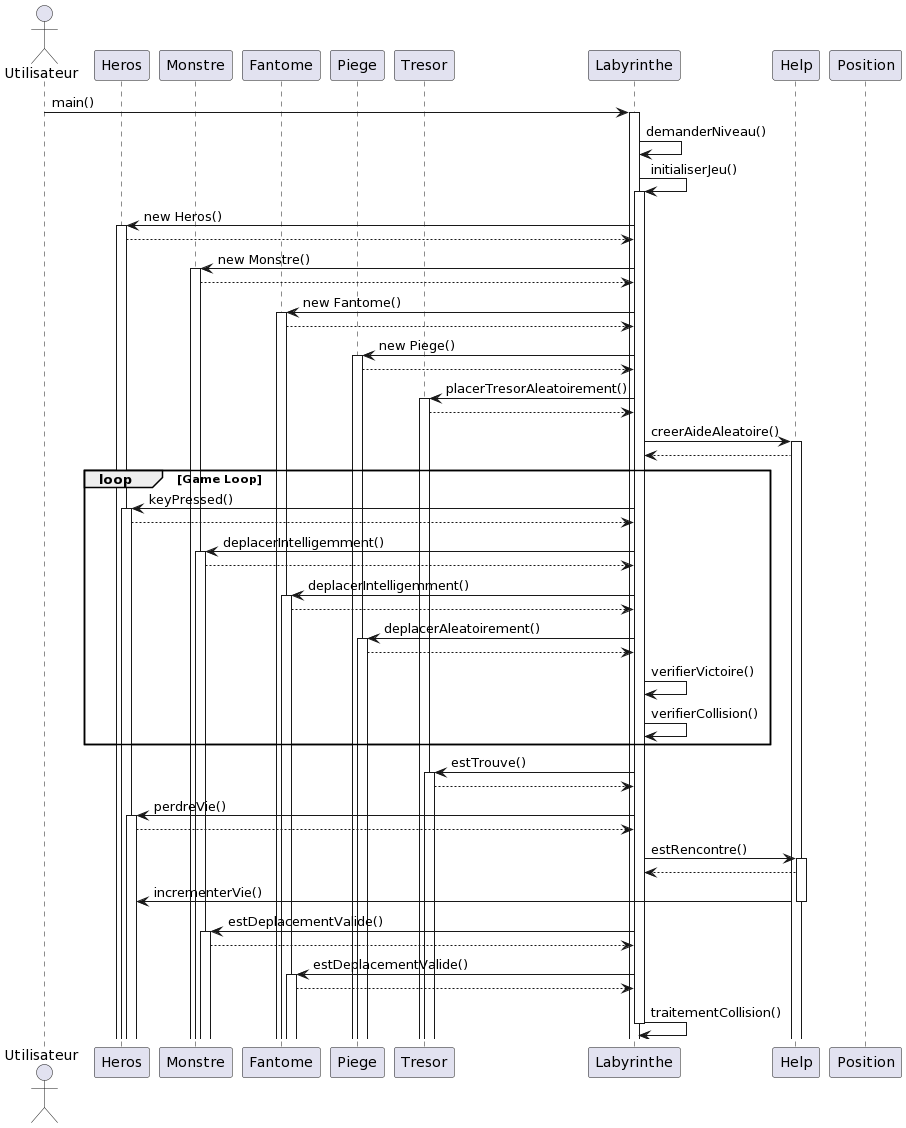 Utilisateur
Heros Monstre Fantome Piege Tresor Labyrinthe Help Position
main()
demanderNiveau()
initialiserJeu()
new Heros()
new Monstre()
new Fantome()
new Piege()
placerTresorAleatoirement()
creerAideAleatoire()
loop [Game Loop]
keyPressed()
deplacerIntelligemment()
deplacerIntelligemment()
deplacerAleatoirement()
verifierVictoire()
verifierCollision()
estTrouve()
perdreVie()
estRencontre()
incrementerVie()
estDeplacementValide()
estDeplacementValide()
traitementCollision()
Utilisateur
Heros Monstre Fantome Piege Tresor Labyrinthe Help Position